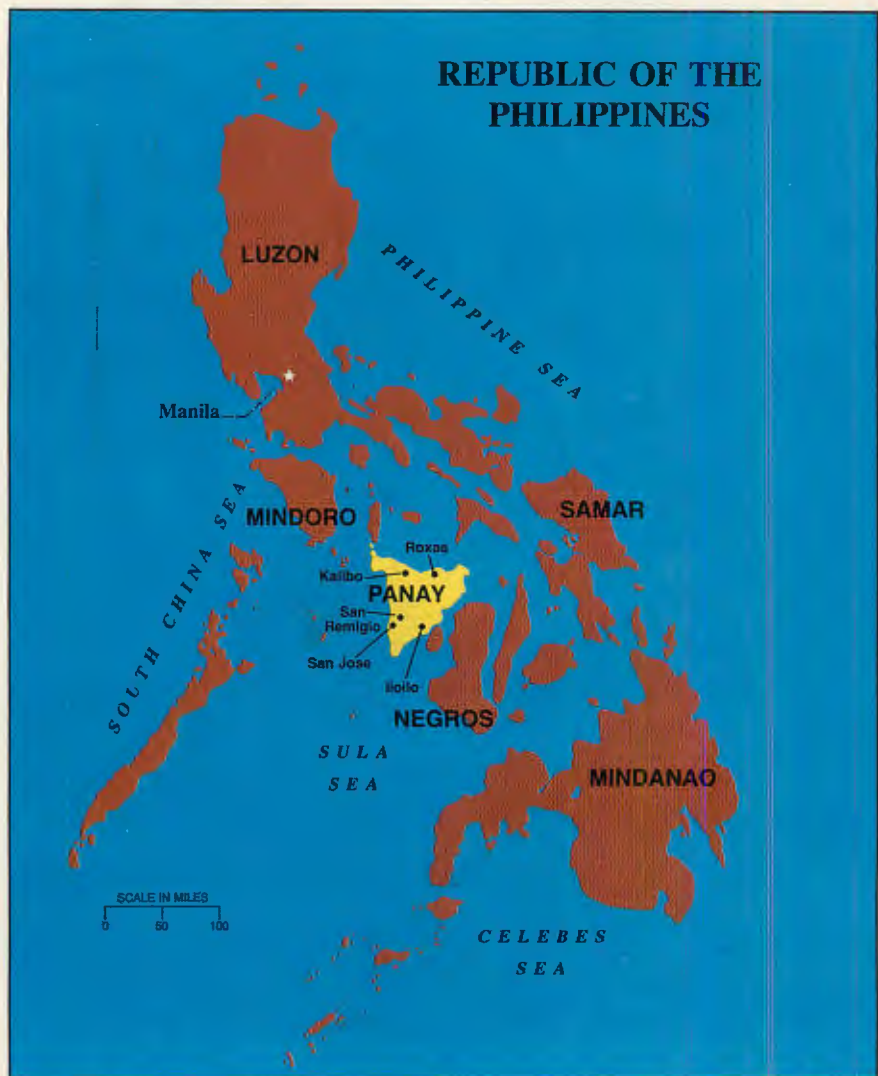 REPUBLIC OF THE
PHILIPPINES
LUZON
PHILIPPINE SEA
Manila
SOUTH CHINA SEA
MINDORO
SAMAR
Roxas
Kalibo
PANAY
San
Remigio
San Jose
Iloilo
NEGROS
SULA
SEA
MINDANAO
SCALE IN MILES
0 50 100
CELEBES
SEA